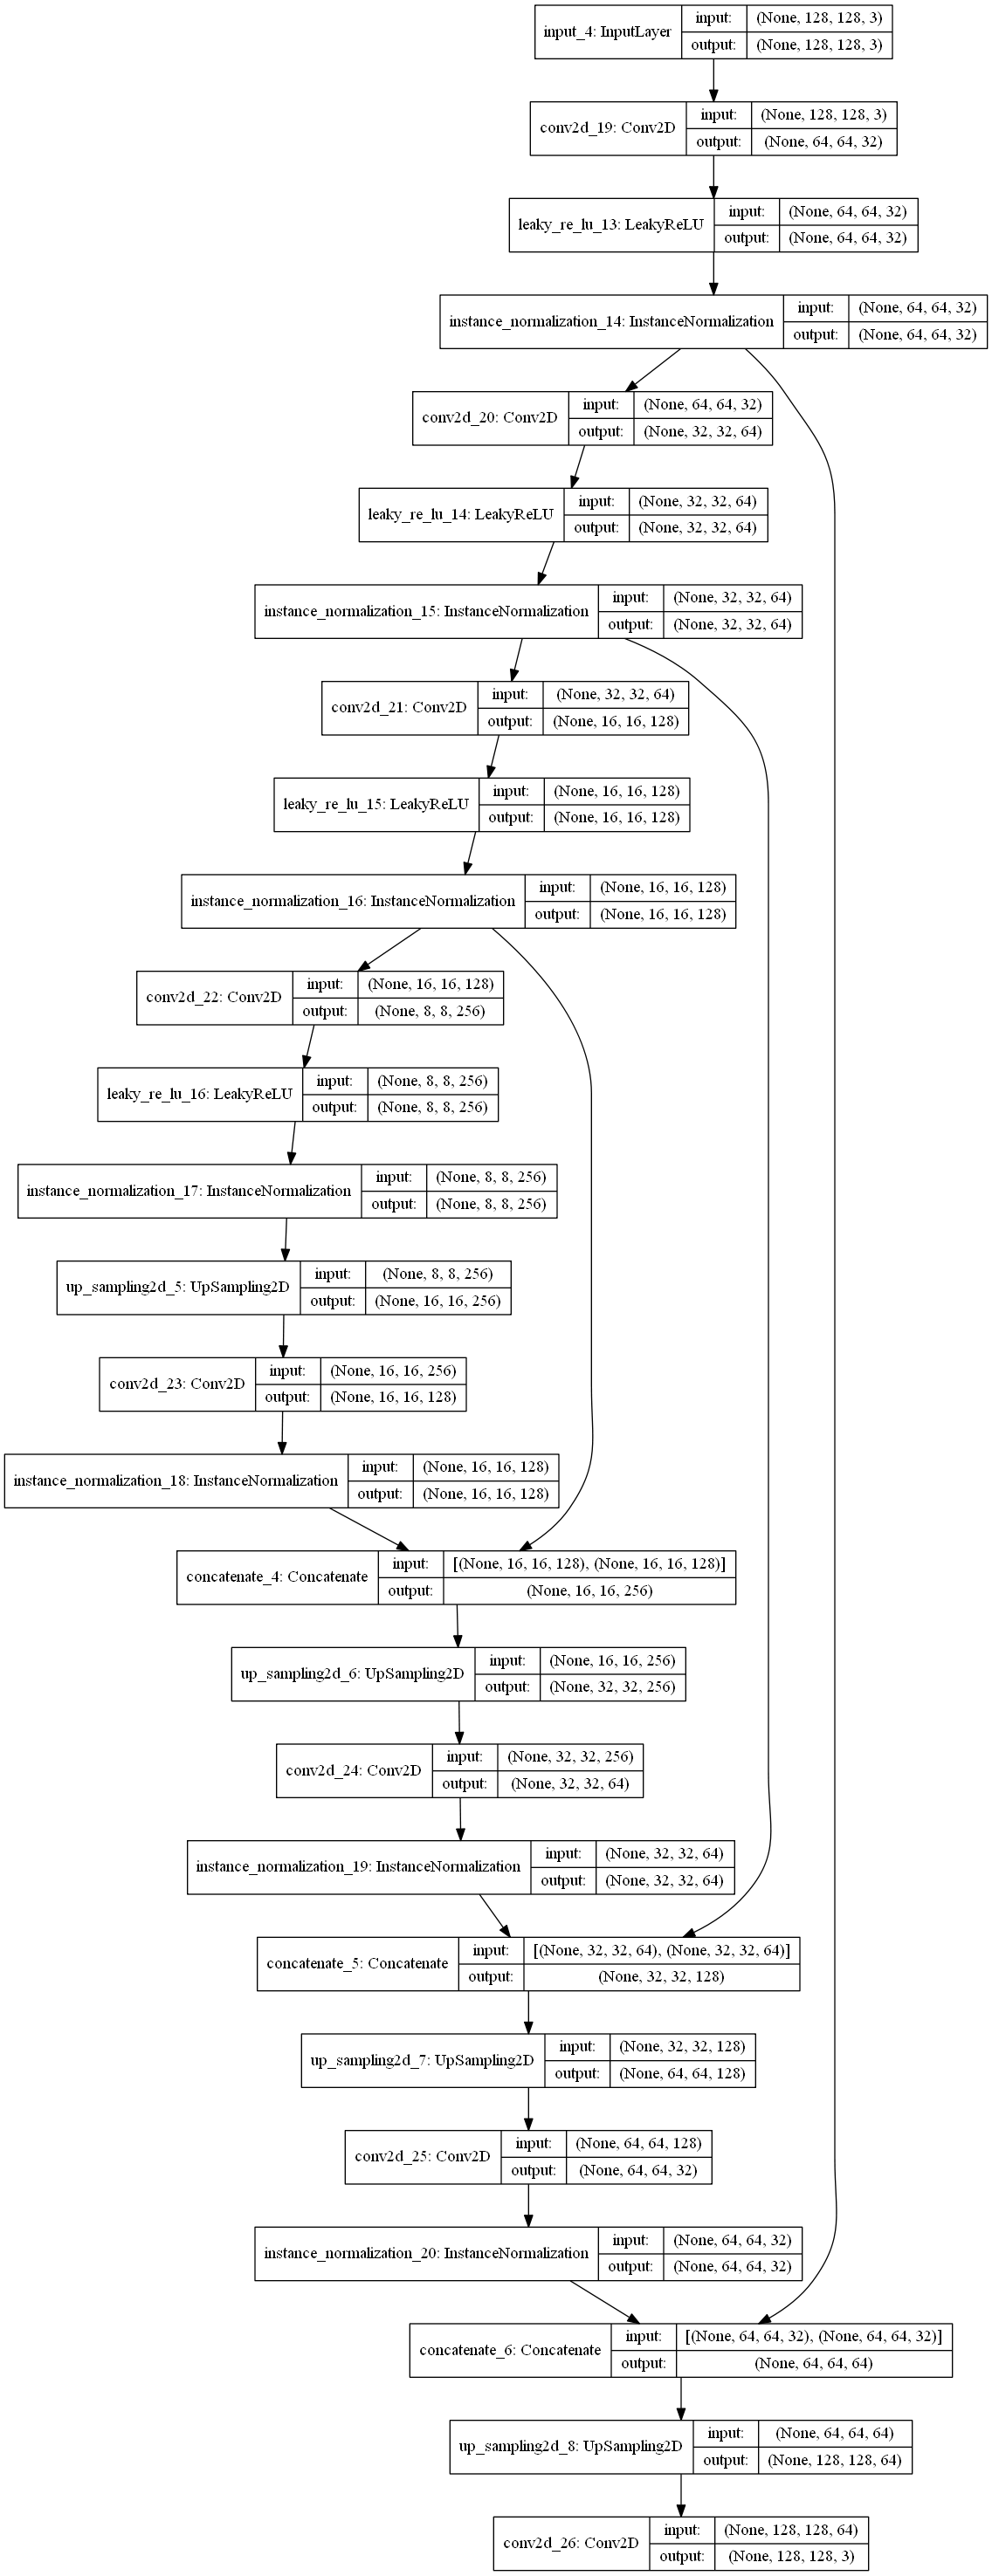 input_4: InputLayer
input: (None, 128, 128, 3)
output: (None, 128, 128, 3)
conv2d_19: Conv2D
input: (None, 128, 128, 3)
output: (None, 64, 64, 32)
leaky_re_lu_13: LeakyReLU
input: (None, 64, 64, 32)
output: (None, 64, 64, 32)
instance_normalization_14: InstanceNormalization
input: (None, 64, 64, 32)
output: (None, 64, 64, 32)
conv2d_20: Conv2D
input: (None, 64, 64, 32)
output: (None, 32, 32, 64)
leaky_re_lu_14: LeakyReLU
input: (None, 32, 32, 64)
output: (None, 32, 32, 64)
instance_normalization_15: InstanceNormalization
input: (None, 32, 32, 64)
output: (None, 32, 32, 64)
conv2d_21: Conv2D
input: (None, 32, 32, 64)
output: (None, 16, 16, 128)
leaky_re_lu_15: LeakyReLU
input: (None, 16, 16, 128)
output: (None, 16, 16, 128)
instance_normalization_16: InstanceNormalization
input: (None, 16, 16, 128)
output: (None, 16, 16, 128)
conv2d_22: Conv2D
input: (None, 16, 16, 128)
output: (None, 8, 8, 256)
leaky_re_lu_16: LeakyReLU
input: (None, 8, 8, 256)
output: (None, 8, 8, 256)
instance_normalization_17: InstanceNormalization
input: (None, 8, 8, 256)
output: (None, 8, 8, 256)
up_sampling2d_5: UpSampling2D
input: (None, 8, 8, 256)
output: (None, 16, 16, 256)
conv2d_23: Conv2D
input: (None, 16, 16, 256)
output: (None, 16, 16, 128)
instance_normalization_18: InstanceNormalization
input: (None, 16, 16, 128)
output: (None, 16, 16, 128)
concatenate_4: Concatenate
input: [(None, 16, 16, 128), (None, 16, 16, 128)]
output: (None, 16, 16, 256)
up_sampling2d_6: UpSampling2D
input: (None, 16, 16, 256)
output: (None, 32, 32, 256)
conv2d_24: Conv2D
input: (None, 32, 32, 256)
output: (None, 32, 32, 64)
instance_normalization_19: InstanceNormalization
input: (None, 32, 32, 64)
output: (None, 32, 32, 64)
concatenate_5: Concatenate
input: [(None, 32, 32, 64), (None, 32, 32, 64)]
output: (None, 32, 32, 128)
up_sampling2d_7: UpSampling2D
input: (None, 32, 32, 128)
output: (None, 64, 64, 128)
conv2d_25: Conv2D
input: (None, 64, 64, 128)
output: (None, 64, 64, 32)
instance_normalization_20: InstanceNormalization
input: (None, 64, 64, 32)
output: (None, 64, 64, 32)
concatenate_6: Concatenate
input: [(None, 64, 64, 32), (None, 64, 64, 32)]
output: (None, 64, 64, 64)
up_sampling2d_8: UpSampling2D
input: (None, 64, 64, 64)
output: (None, 128, 128, 64)
conv2d_26: Conv2D
input: (None, 128, 128, 64)
output: (None, 128, 128, 3)